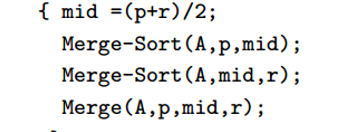 { mid =(p+r)/2;
Merge-Sort(A,p,mid);
Merge-Sort(A,mid,r);
Merge(A,p,mid,r);